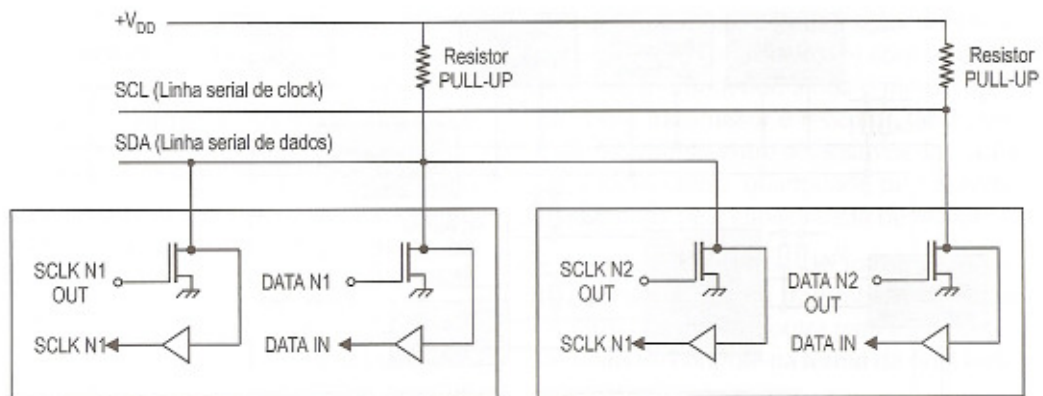 +VDD
Resistor
PULL-UP
Resistor
PULL-UP
SCL (Linha serial de clock)
SDA (Linha serial de dados)
SCLK N1
OUT
DATA N1
SCLK N2
OUT
DATA N2
OUT
SCLK N1
DATA IN
SCLK N1
DATA IN